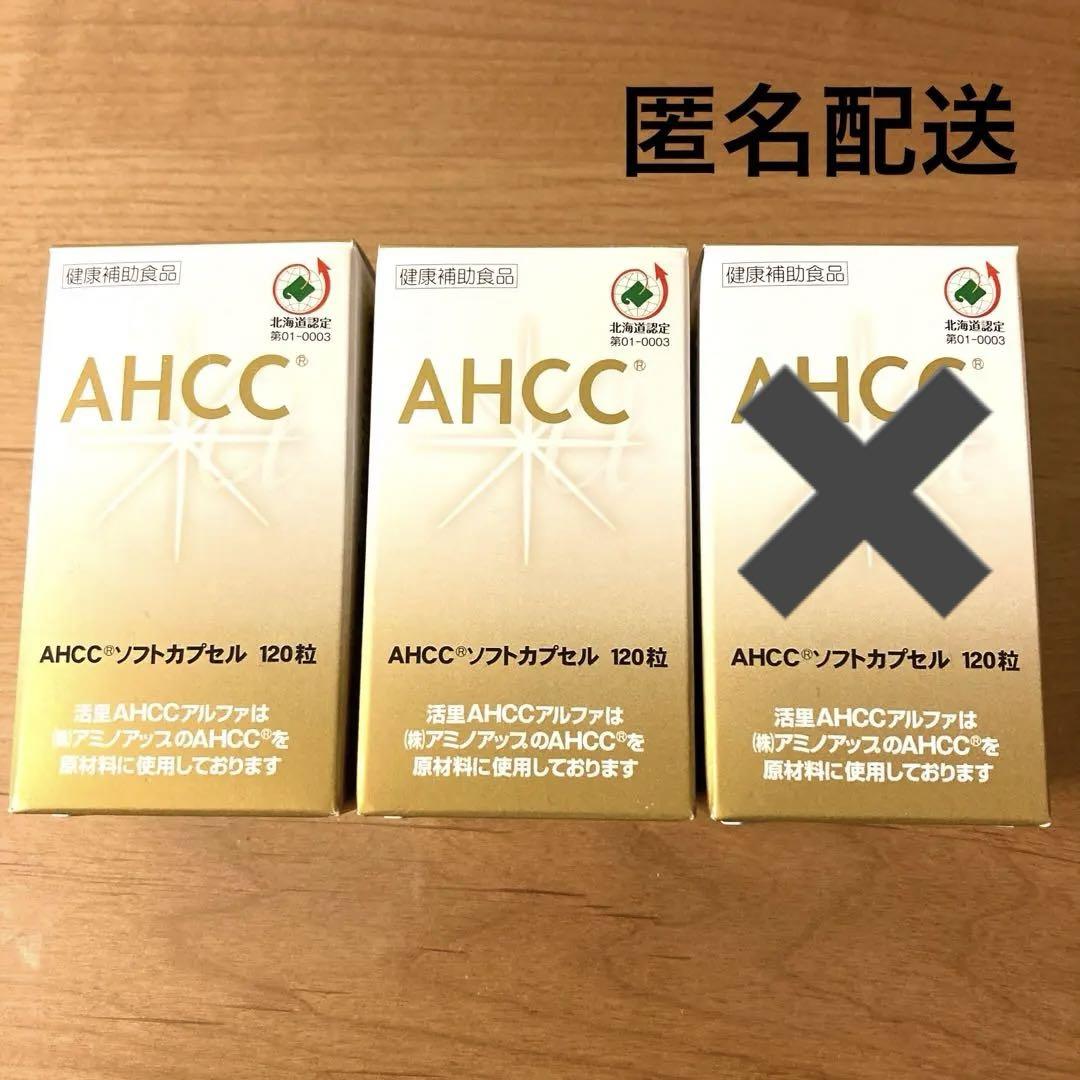 匿名配送
健康補助食品
北海道認定
第01-0003
AHCC®
α
AHCC®ソフトカプセル 120粒
活里AHCCアルファは
㈱アミノアップのAHCC®を
原材料に使用しております
健康補助食品
北海道認定
第01-0003
AHCC®
α
AHCC®ソフトカプセル 120粒
活里AHCCアルファは
㈱アミノアップのAHCC®を
原材料に使用しております
健康補助食品
北海道認定
第01-0003
AHCC®
AHCC®ソフトカプセル 120粒
活里AHCCアルファは
㈱アミノアップのAHCC®を
原材料に使用しております